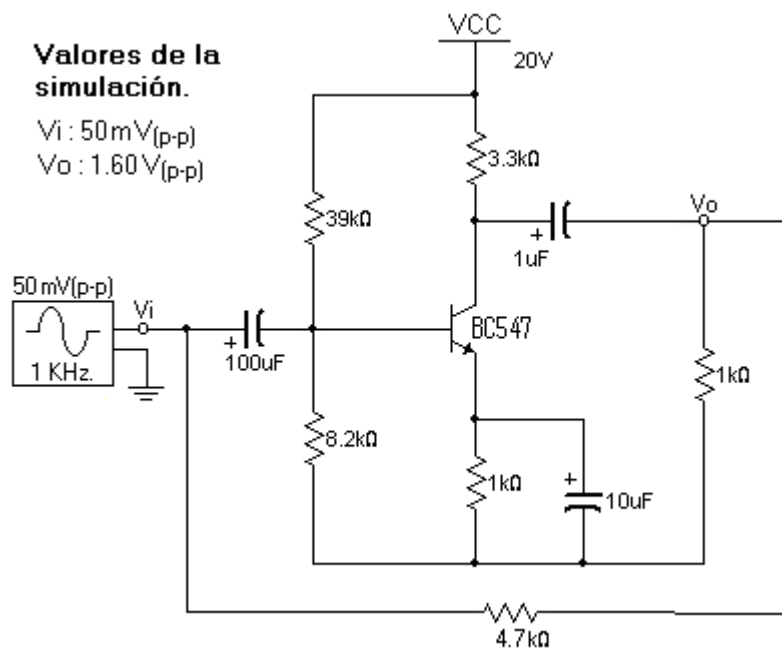 Valores de la
simulación.
Vi : 50mV(p-p)
Vo : 1.60V(p-p)
VCC
20V
3.3kΩ
39kΩ
Vo
+
1uF
50mV(p-p)
Vi
1 KHz.
+
100uF
BC547
1kΩ
8.2kΩ
1kΩ
+
10uF
4.7kΩ